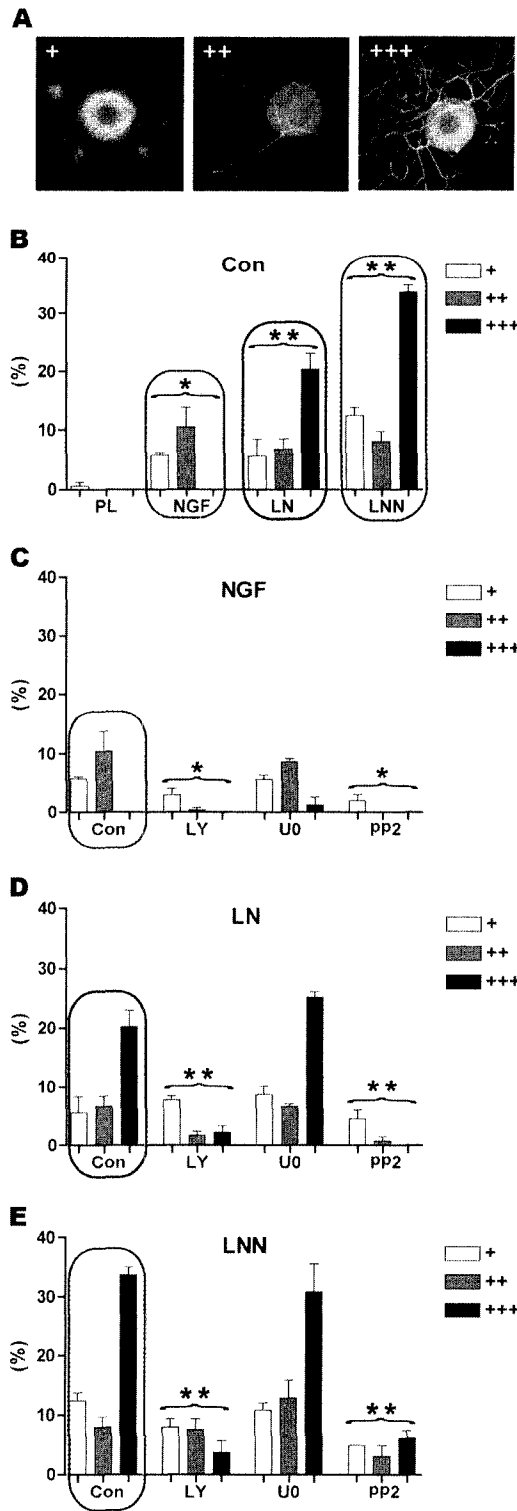 A
+ ++ +++
B
Con
40
30
20
10
0
(%)
* ** **
PL NGF LN LNN
+
++
+++
C
NGF
40
30
20
10
0
(%)
* *
Con LY U0 PP2
+
++
+++
D
LN
40
30
20
10
0
(%)
** **
Con LY U0 PP2
+
++
+++
E
LNN
40
30
20
10
0
(%)
** **
Con LY U0 PP2
+
++
+++